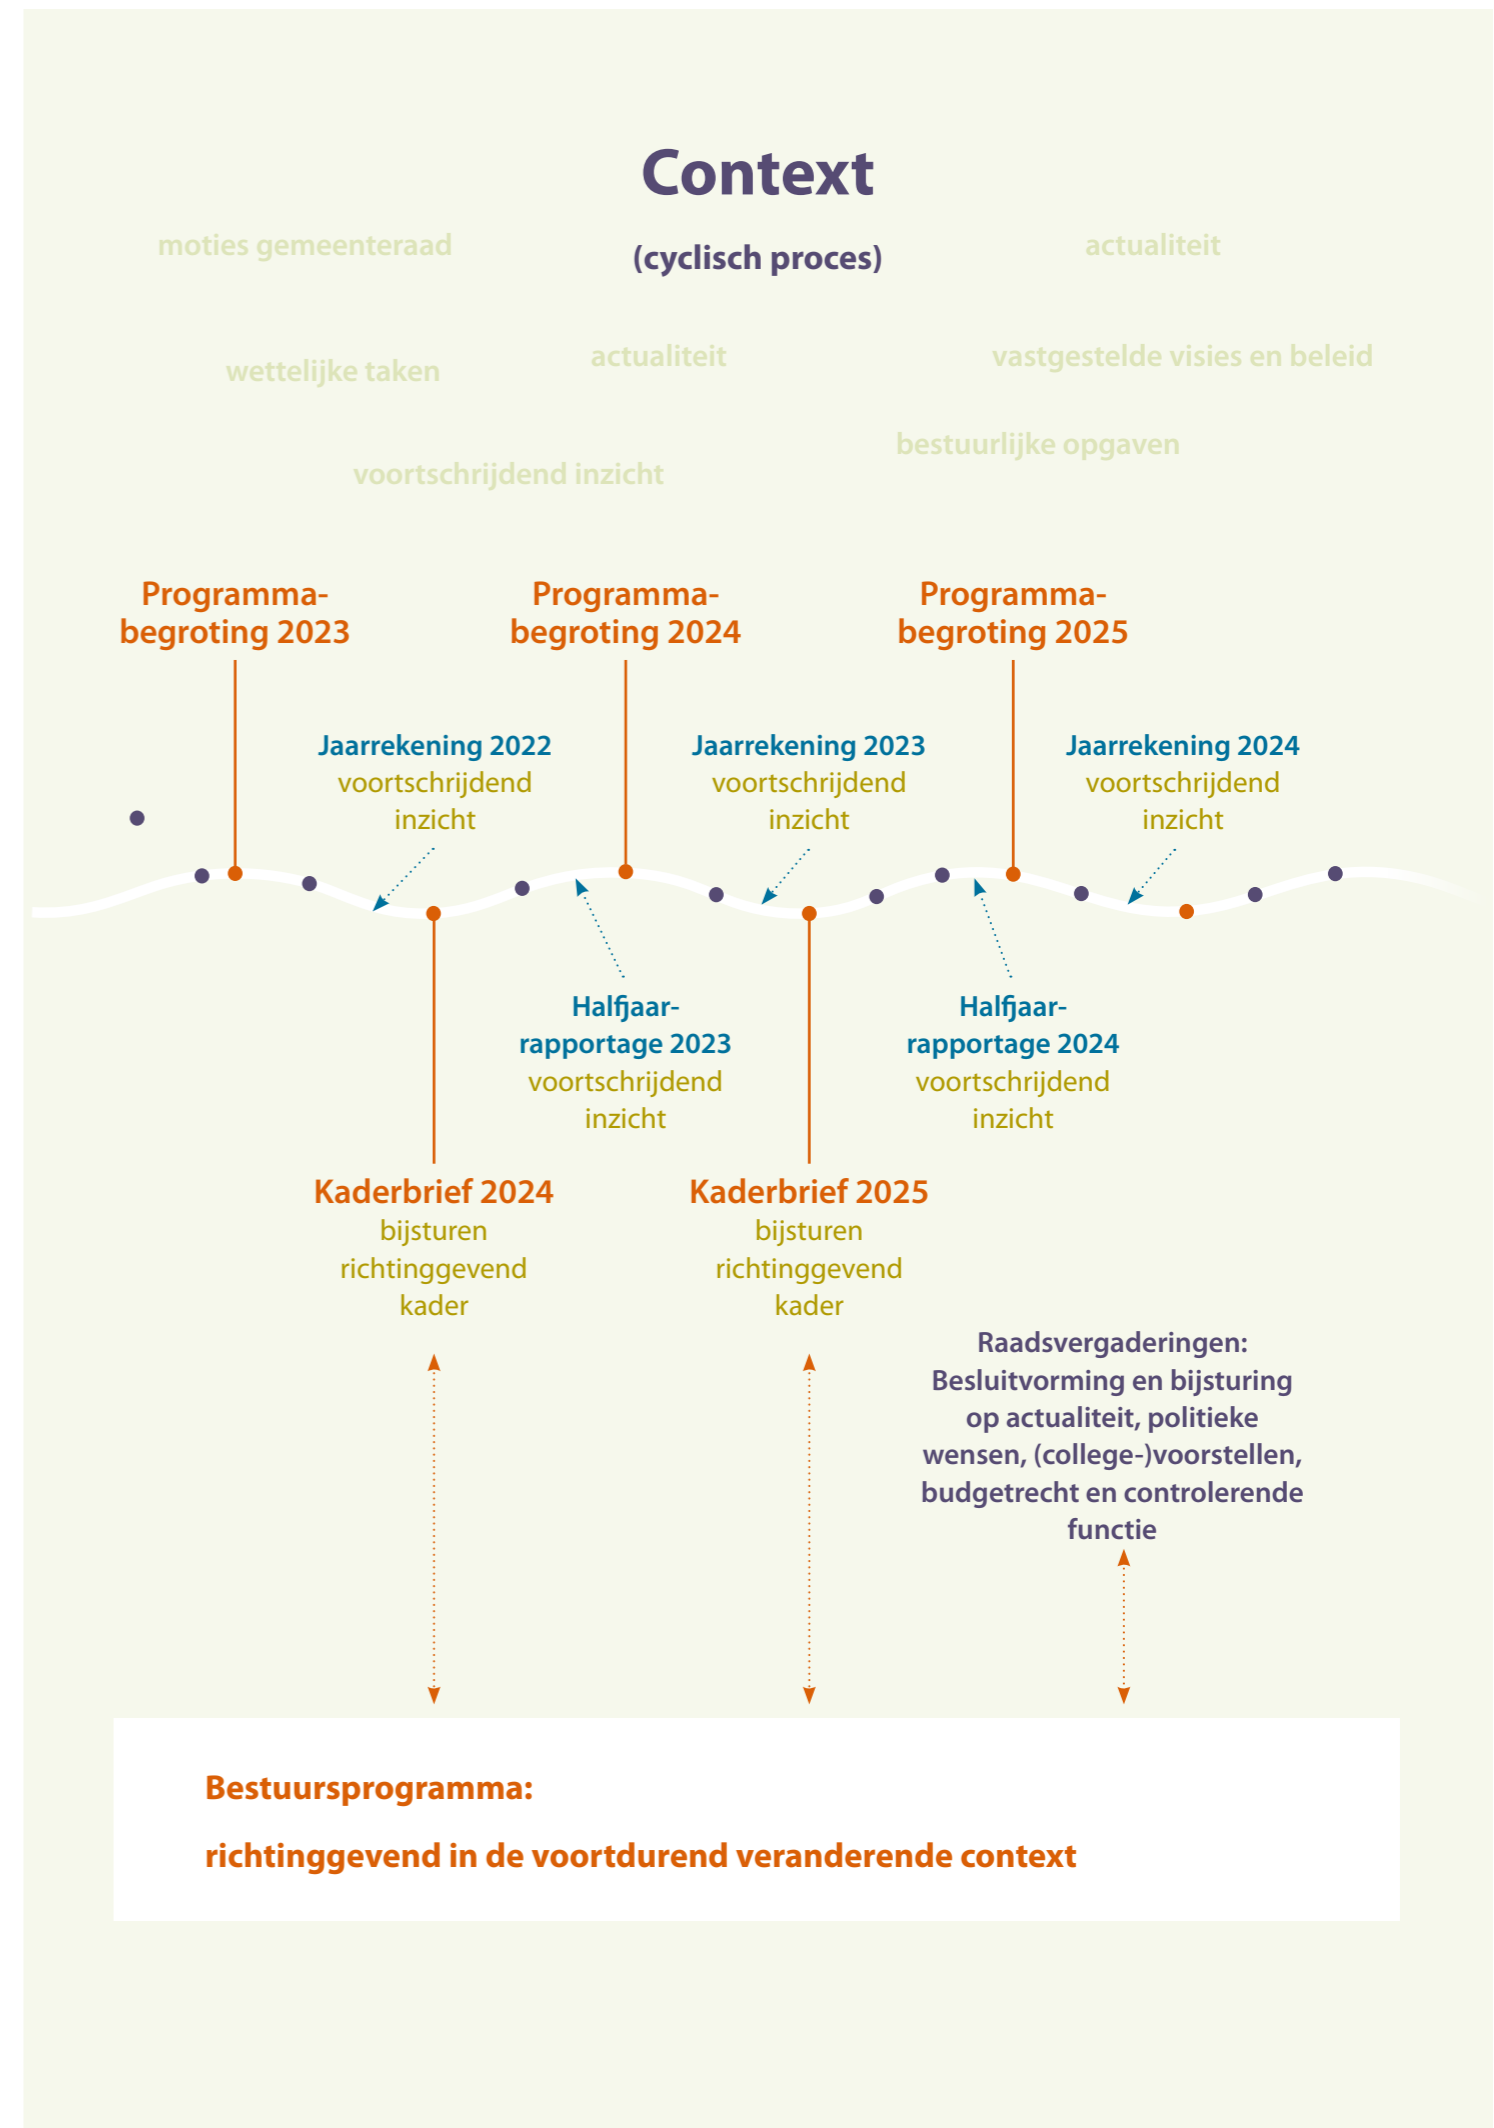 Context
(cyclisch proces)
moties gemeenteraad
actualiteit
wettelijke taken
actualiteit
vastgestelde visies en beleid
bestuurlijke opgaven
voortschrijdend inzicht
Programma-
begroting 2023
Programma-
begroting 2024
Programma-
begroting 2025
Jaarrekening 2022
voortschrijdend
inzicht
Jaarrekening 2023
voortschrijdend
inzicht
Jaarrekening 2024
voortschrijdend
inzicht
Halfjaar-
rapportage 2023
voortschrijdend
inzicht
Halfjaar-
rapportage 2024
voortschrijdend
inzicht
Kaderbrief 2024
bijsturen
richtinggevend
kader
Kaderbrief 2025
bijsturen
richtinggevend
kader
Raadsvergaderingen:
Besluitvorming en bijsturing
op actualiteit, politieke
wensen, (college-)voorstellen,
budgetrecht en controlerende
functie
Bestuursprogramma:
richtinggevend in de voortdurend veranderende context